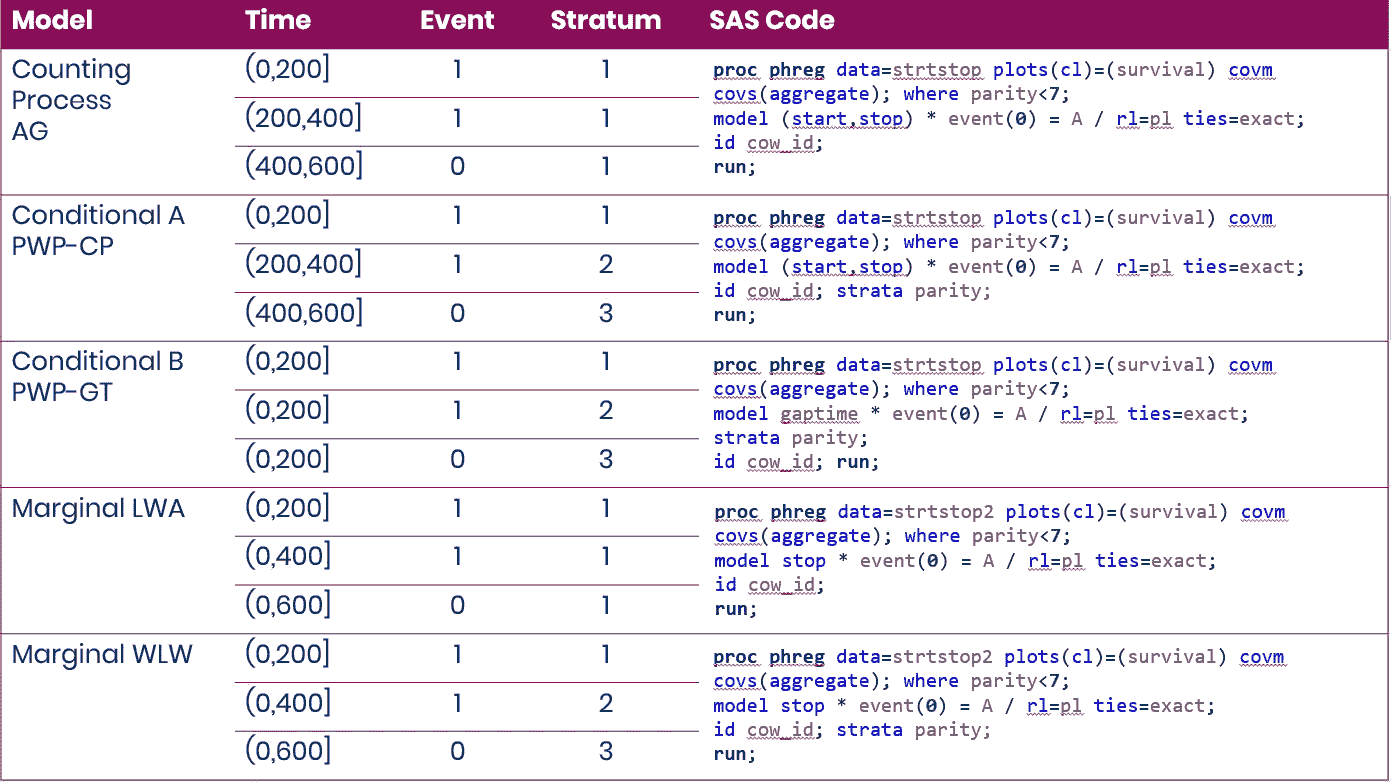 Model Time Event Stratum SAS Code
Counting
Process
AG
(0,200] 1 1
(200,400] 1 1
(400,600] 0 1
proc phreg data=strtstop plots(cl)=(survival) covm
covs(aggregate); where parity<7;
model (start,stop) * event(0) = A / rl=pl ties=exact;
id cow_id;
run;
Conditional A
PWP-CP
(0,200] 1 1
(200,400] 1 2
(400,600] 0 3
proc phreg data=strtstop plots(cl)=(survival) covm
covs(aggregate); where parity<7;
model (start,stop) * event(0) = A / rl=pl ties=exact;
id cow_id; strata parity;
run;
Conditional B
PWP-GT
(0,200] 1 1
(0,200] 1 2
(0,200] 0 3
proc phreg data=strtstop plots(cl)=(survival) covm
covs(aggregate); where parity<7;
model gaptime * event(0) = A / rl=pl ties=exact;
strata parity;
id cow_id; run;
Marginal LWA
(0,200] 1 1
(0,400] 1 1
(0,600] 0 1
proc phreg data=strtstop2 plots(cl)=(survival) covm
covs(aggregate); where parity<7;
model stop * event(0) = A / rl=pl ties=exact;
id cow_id;
run;
Marginal WLW
(0,200] 1 1
(0,400] 1 2
(0,600] 0 3
proc phreg data=strtstop2 plots(cl)=(survival) covm
covs(aggregate); where parity<7;
model stop * event(0) = A / rl=pl ties=exact;
id cow_id; strata parity;
run;